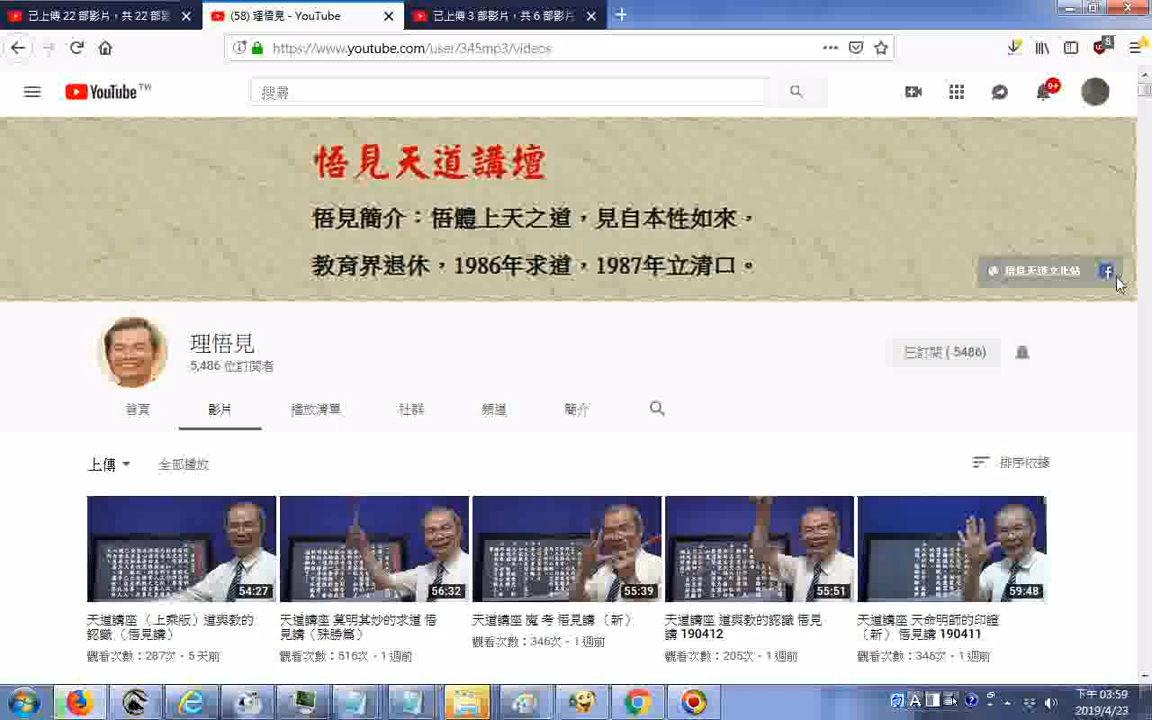 已上傳 22 部影片，共 22 部影
(58) 理悟見 - YouTube
已上傳 3 部影片，共 6 部影片
https://www.youtube.com/user/345mp3/videos
YouTube TW
搜尋
9+
悟見天道講壇
悟見簡介：悟體上天之道，見自本性如來，
教育界退休，1986年求道，1987年立清口。
悟見天道文化站
理悟見
5,486 位訂閱者
已訂閱 (5486)
首頁
影片
播放清單
社群
頻道
簡介
上傳
全部播放
排序依據
54:27
56:32
55:39
55:51
59:48
天道講座 （上乘版）道與教的
認識（悟見講）
觀看次數：287次 · 5 天前
天道講座 莫明其妙的求道 悟
見講（殊勝篇）
觀看次數：516次 · 1 週前
天道講座 魔 考 悟見講（新）
觀看次數：346次 · 1 週前
天道講座 道與教的認識 悟見
講 190412
觀看次數：205次 · 1 週前
天道講座 天命明師的印證
（新） 悟見講 190411
觀看次數：346次 · 1 週前
下午 03:59
2019/4/23